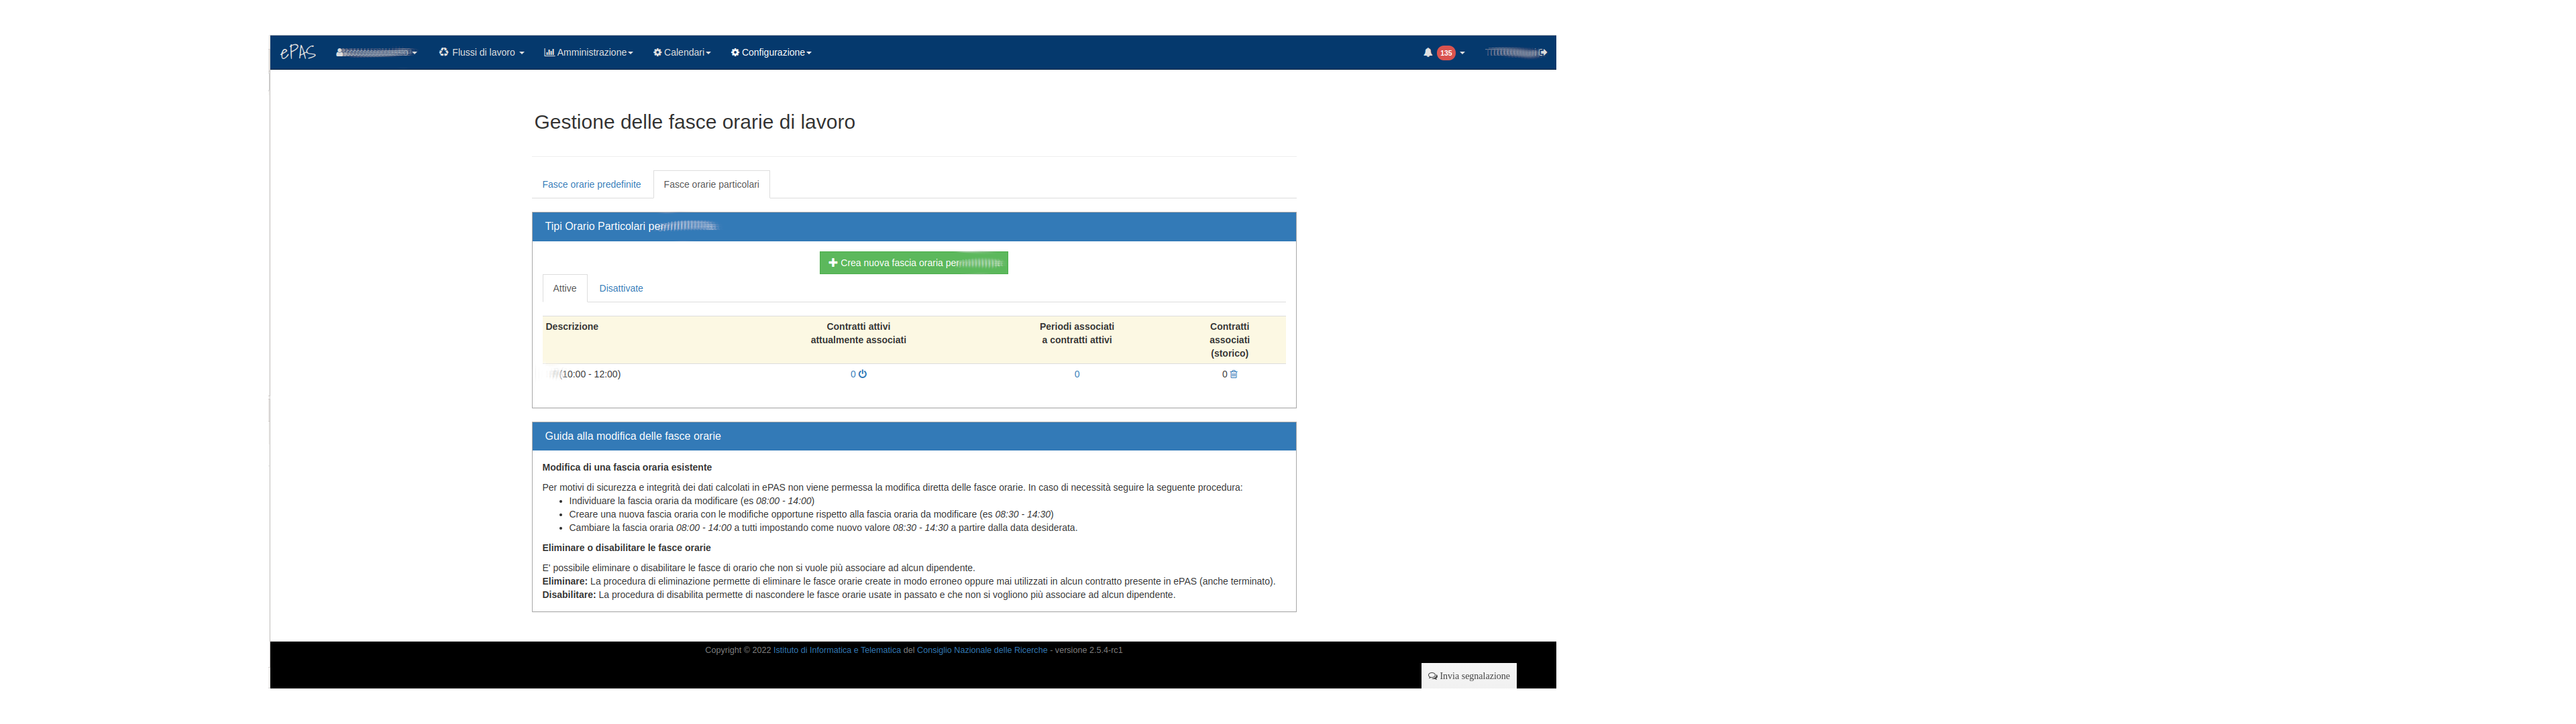 ePAS Flussi di lavoro Amministrazione Calendari Configurazione 135
Gestione delle fasce orarie di lavoro
Fasce orarie predefinite Fasce orarie particolari
Tipi Orario Particolari per
Crea nuova fascia oraria per
Attive Disattivate
Descrizione Contratti attivi attualmente associati Periodi associati a contratti attivi Contratti associati (storico)
(10:00 - 12:00) 0 0 0
Guida alla modifica delle fasce orarie
Modifica di una fascia oraria esistente
Per motivi di sicurezza e integrità dei dati calcolati in ePAS non viene permessa la modifica diretta delle fasce orarie. In caso di necessità seguire la seguente procedura:
• Individuare la fascia oraria da modificare (es 08:00 - 14:00)
• Creare una nuova fascia oraria con le modifiche opportune rispetto alla fascia oraria da modificare (es 08:30 - 14:30)
• Cambiare la fascia oraria 08:00 - 14:00 a tutti impostando come nuovo valore 08:30 - 14:30 a partire dalla data desiderata.
Eliminare o disabilitare le fasce orarie
E' possibile eliminare o disabilitare le fasce di orario che non si vuole più associare ad alcun dipendente.
Eliminare: La procedura di eliminazione permette di eliminare le fasce orarie create in modo erroneo oppure mai utilizzati in alcun contratto presente in ePAS (anche terminato).
Disabilitare: La procedura di disabilita permette di nascondere le fasce orarie usate in passato e che non si vogliono più associare ad alcun dipendente.
Copyright © 2022 Istituto di Informatica e Telematica del Consiglio Nazionale delle Ricerche - versione 2.5.4-rc1
Invia segnalazione